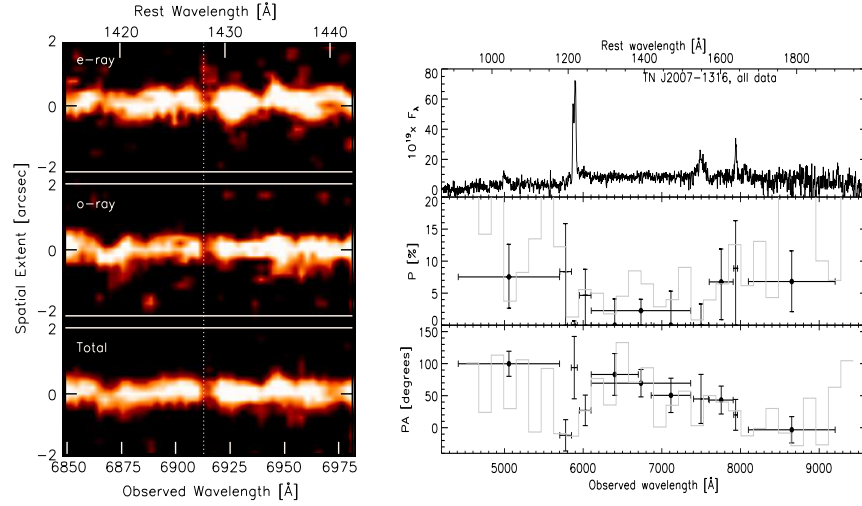 Rest Wavelength [Å]
1420 1430 1440
2
e-ray
0
-2
2
o-ray
0
-2
2
Total
0
-2
6850 6875 6900 6925 6950 6975
Observed Wavelength [Å]
Spatial Extent [arcsec]
Rest wavelength [Å]
1000 1200 1400 1600 1800
TN J2007-1316, all data
80
60
40
20
0
10¹⁹× Fλ
20
15
10
5
0
P [%]
150
100
50
0
PA [degrees]
5000 6000 7000 8000 9000
Observed wavelength [Å]